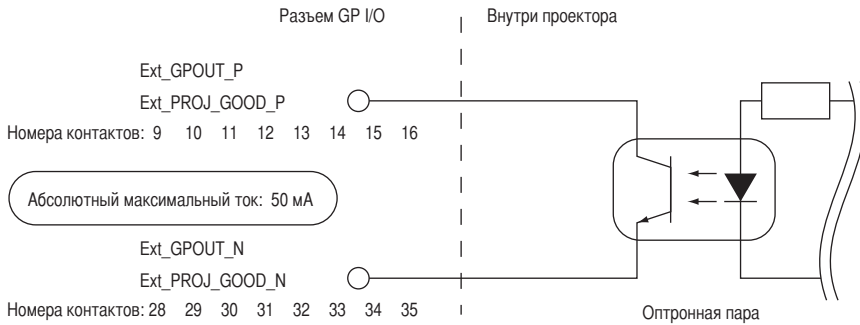 Разъем GP I/O
Внутри проектора
Ext_GPOUT_P
Ext_PROJ_GOOD_P
Номера контактов: 9 10 11 12 13 14 15 16
Абсолютный максимальный ток: 50 мА
Ext_GPOUT_N
Ext_PROJ_GOOD_N
Номера контактов: 28 29 30 31 32 33 34 35
Оптронная пара